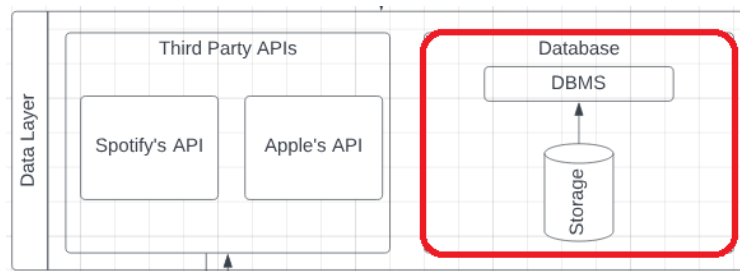 Data Layer
Third Party APIs
Spotify's API
Apple's API
Database
DBMS
Storage